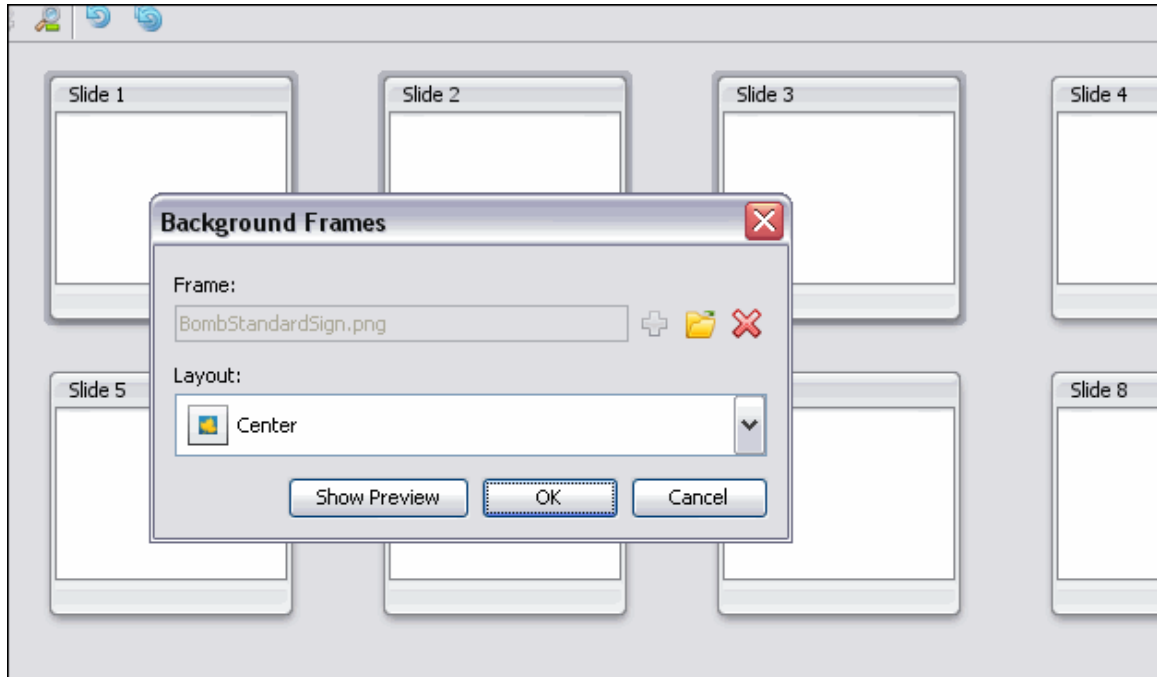 Slide 1
Slide 2
Slide 3
Slide 4
Background Frames
Frame:
BombStandardSign.png
Layout:
Center
Show Preview
OK
Cancel
Slide 5
Slide 8